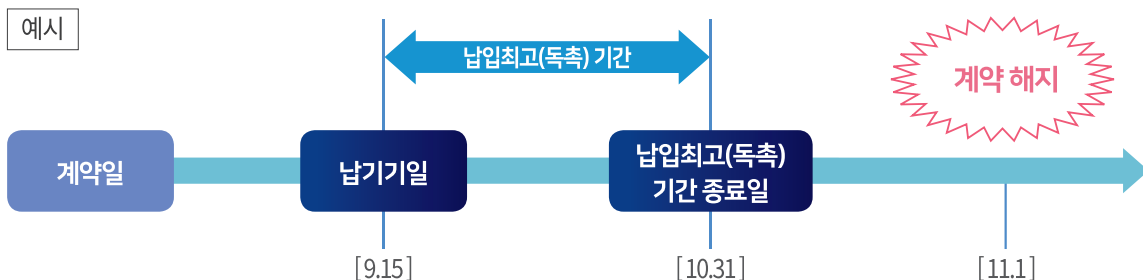 예시
납입최고(독촉) 기간
계약 해지
계약일
납기기일
납입최고(독촉)
기간 종료일
[9.15]
[10.31]
[11.1]